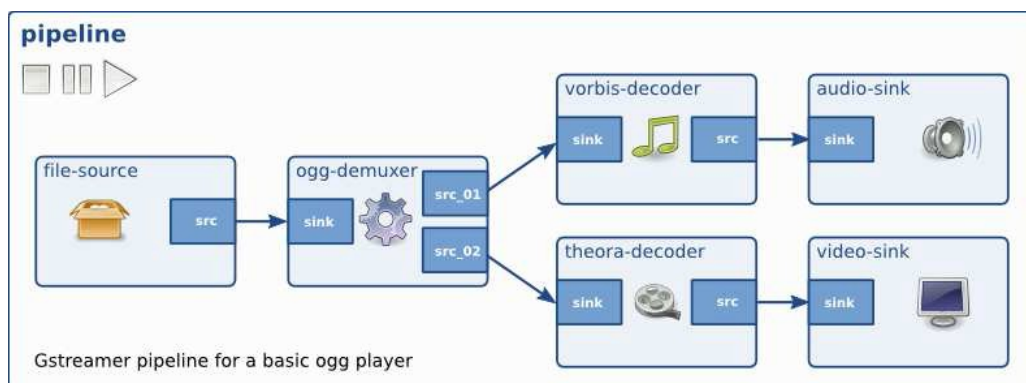 pipeline
file-source
src
ogg-demuxer
sink
src_01
src_02
vorbis-decoder
sink
src
audio-sink
sink
theora-decoder
sink
src
video-sink
sink
Gstreamer pipeline for a basic ogg player